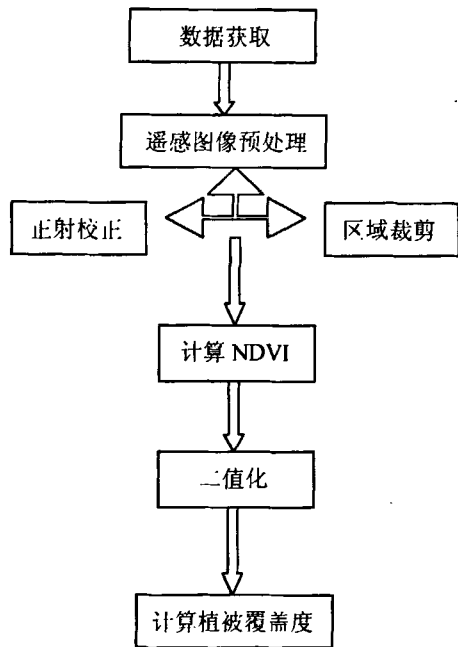 数据获取
遥感图像预处理
正射校正
区域裁剪
计算 NDVI
二值化
计算植被覆盖度